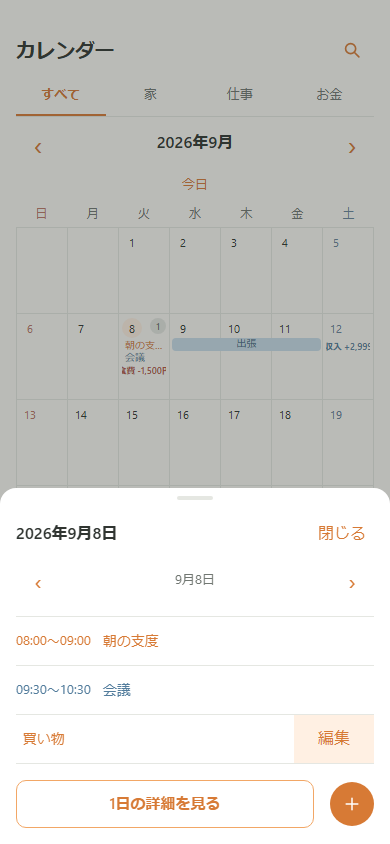 カレンダー
すべて 家 仕事 お金
‹ 2026年9月 ›
今日
日 月 火 水 木 金 土
1 2 3 4 5
6 7 8 1 9 10 11 12
朝の支… 出張 収入 +2,999
会議
費 -1,500円
13 14 15 16 17 18 19
2026年9月8日 閉じる
‹ 9月8日 ›
08:00〜09:00 朝の支度
09:30〜10:30 会議
買い物 編集
1日の詳細を見る +